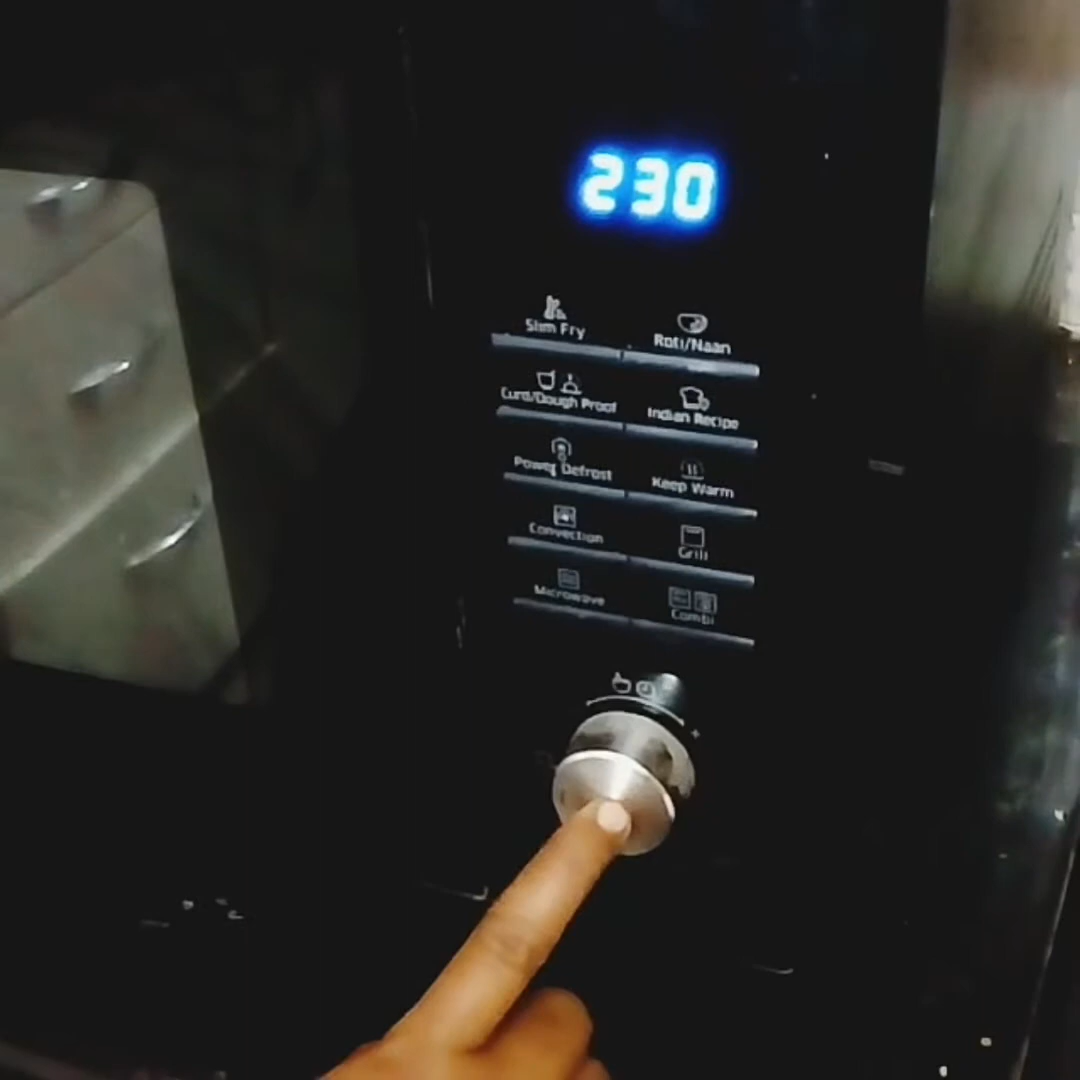 230
Slim Fry
Roti/Naan
Curd/Dough Proof
Indian Recipe
Power Defrost
Keep Warm
Convection
Grill
Microwave
Combi
+